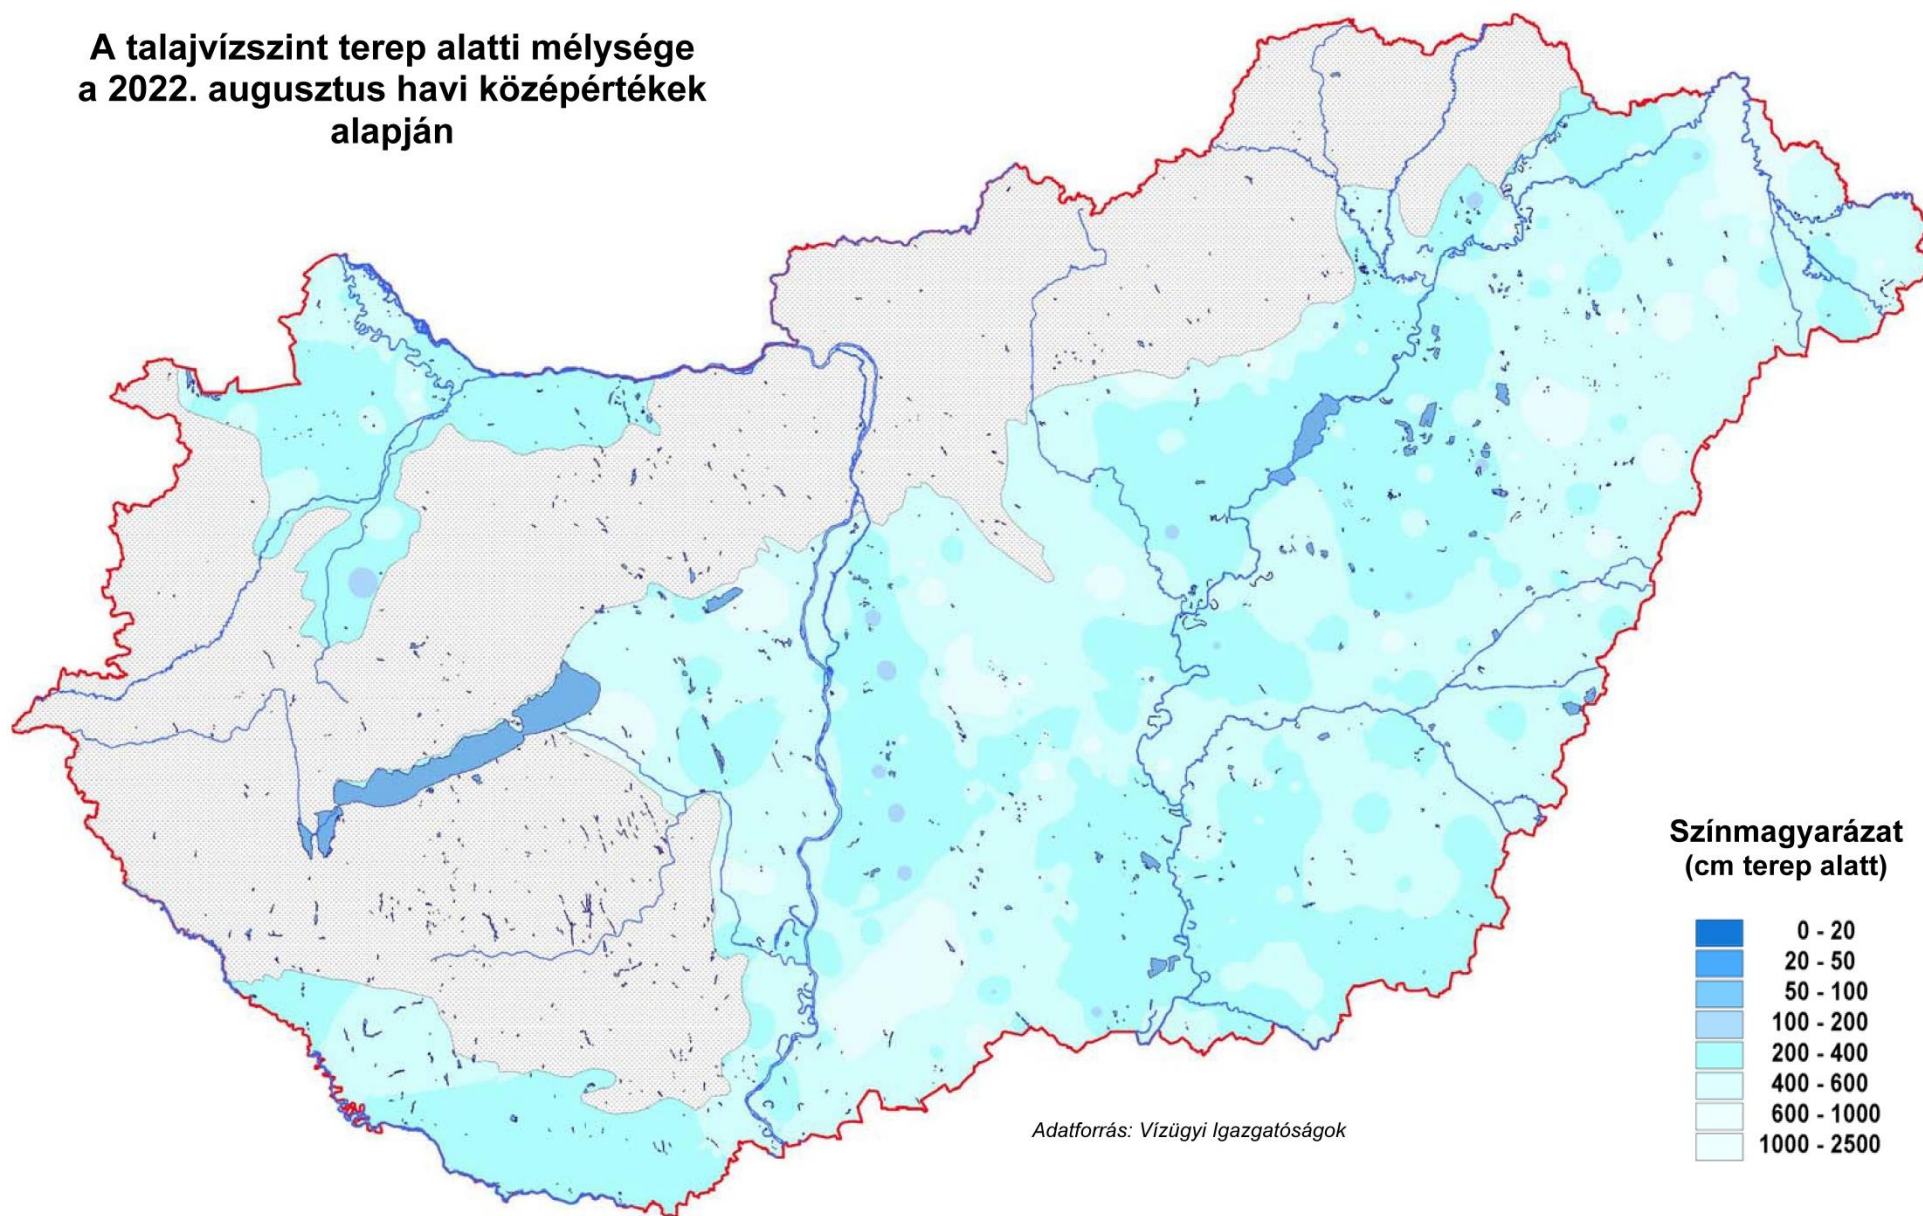 A talajvízszint terep alatti mélysége
a 2022. augusztus havi középértékek
alapján
Színmagyarázat
(cm terep alatt)
0 - 20
20 - 50
50 - 100
100 - 200
200 - 400
400 - 600
600 - 1000
1000 - 2500
Adatforrás: Vízügyi Igazgatóságok